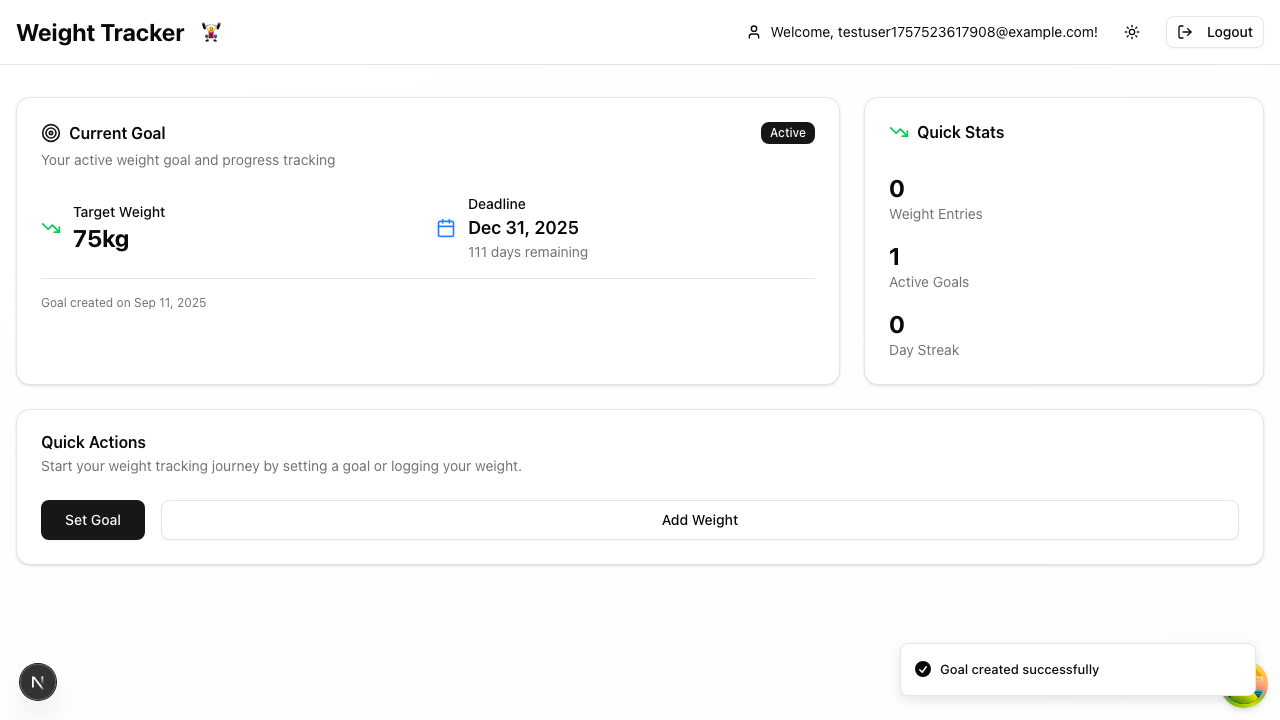 Weight Tracker
Welcome, testuser1757523617908@example.com!
Logout
Current Goal
Active
Your active weight goal and progress tracking
Target Weight
75kg
Deadline
Dec 31, 2025
111 days remaining
Goal created on Sep 11, 2025
Quick Stats
0
Weight Entries
1
Active Goals
0
Day Streak
Quick Actions
Start your weight tracking journey by setting a goal or logging your weight.
Set Goal
Add Weight
N
Goal created successfully